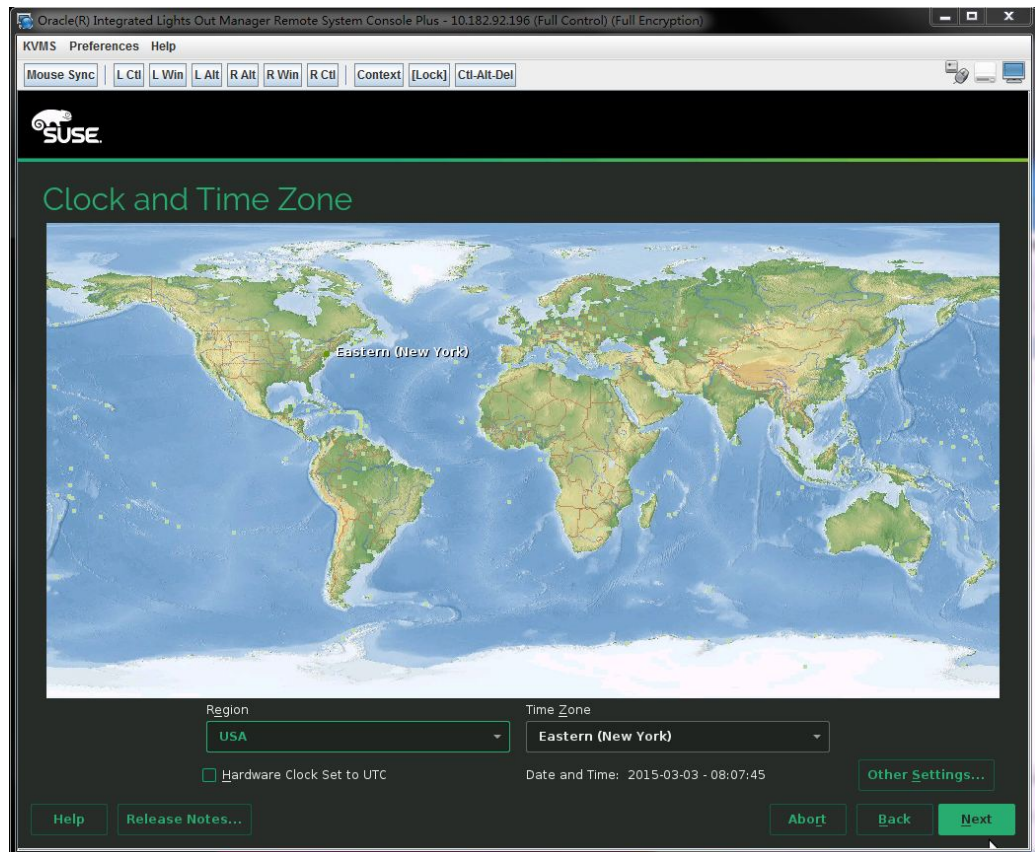 Oracle(R) Integrated Lights Out Manager Remote System Console Plus - 10.182.92.196 (Full Control) (Full Encryption)
KVMS Preferences Help
Mouse Sync L Ctl L Win L Alt R Alt R Win R Ctl Context [Lock] Ctl-Alt-Del
SUSE.
Clock and Time Zone
Eastern (New York)
Region Time Zone
USA Eastern (New York)
Hardware Clock Set to UTC Date and Time: 2015-03-03 - 08:07:45 Other Settings...
Help Release Notes... Abort Back Next